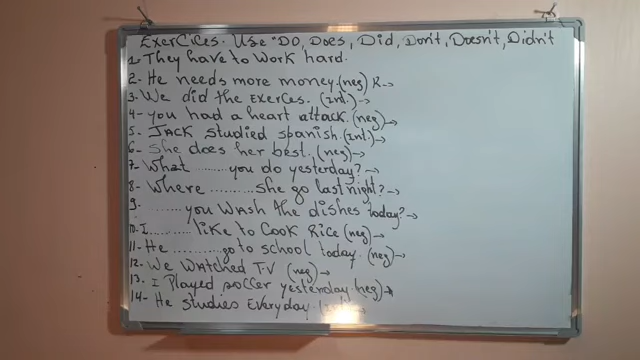 Exercices. Use "Do, Does, Did, Don't, Doesn't, Didn't
1- They have to work hard.
2- He needs more money. (neg) R→
3- We did the Exerces. (int.)→
4- you had a heart attack. (neg)→
5- Jack studied spanish. (int.)→
6- She does her best. (neg)→
7- What ........ you do yesterday?→
8- Where ......... she go last night?→
9- ...... you wash the dishes today?→
10- I ........ like to cook Rice (neg)→
11- He .......... go to school today. (neg)→
12- We watched TV (neg)→
13- I Played soccer yesterday. (neg)→
14- He studies Everyday.